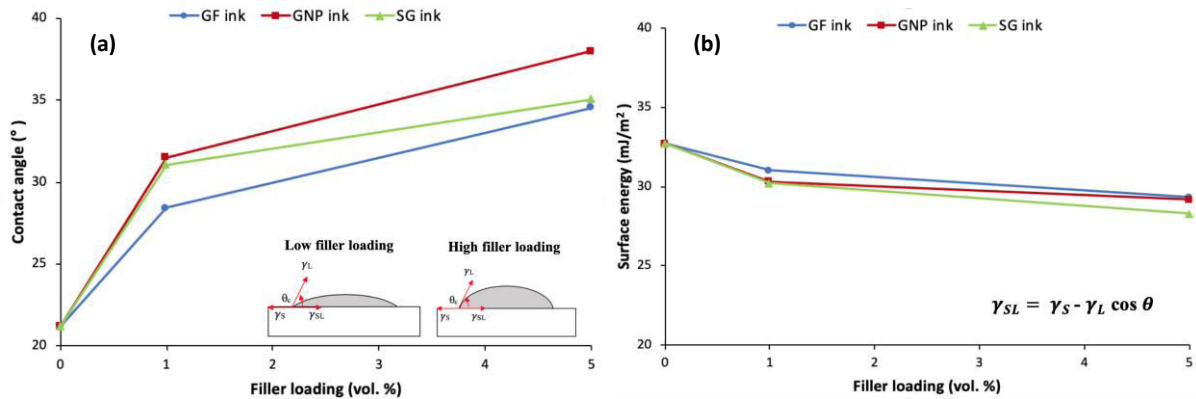 GF ink GNP ink SG ink
(a)
40
35
30
25
20
Contact angle (°)
Low filler loading
γL
θc
γS γSL
High filler loading
γL
θc
γS γSL
0 1 2 3 4 5
Filler loading (vol. %)
GF ink GNP ink SG ink
(b)
40
35
30
25
20
Surface energy (mJ/m²)
γSL = γS - γL cos θ
0 1 2 3 4 5
Filler loading (vol. %)